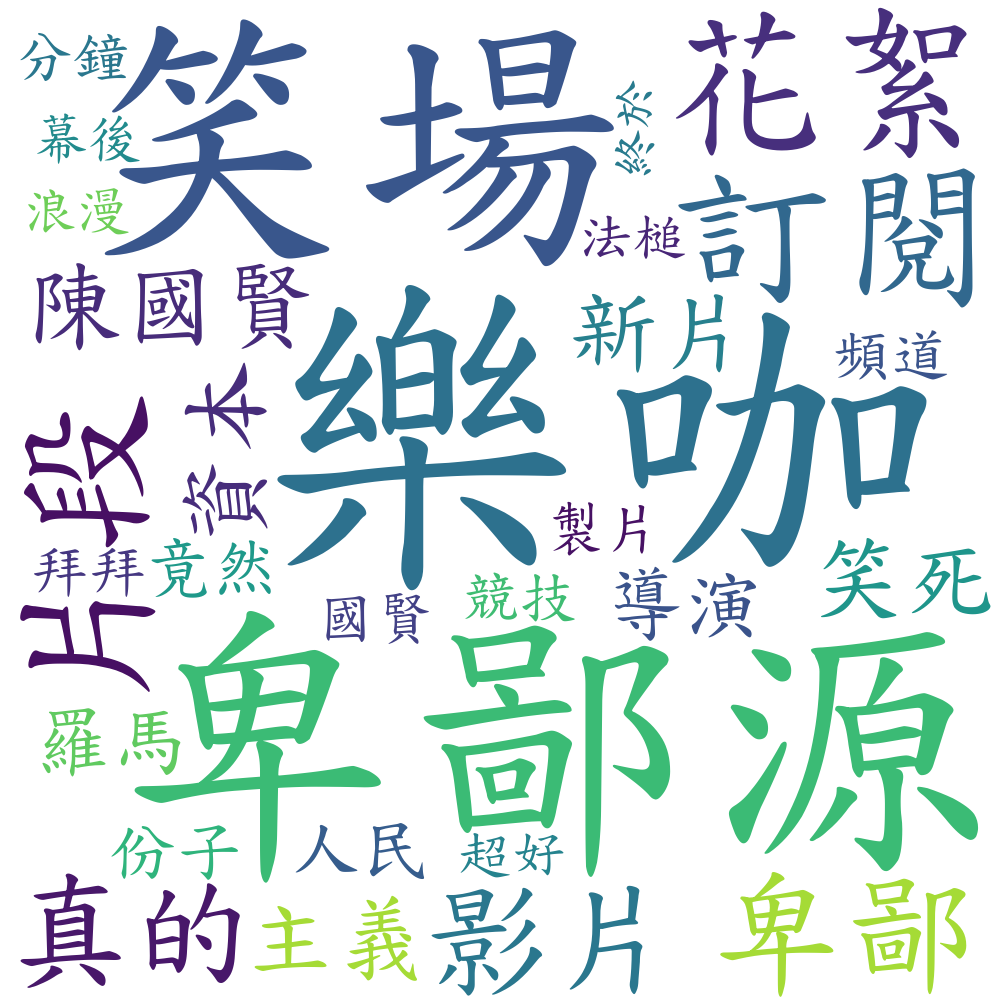 分鐘
笑場
花絮
幕後
終於
浪漫
法槌
訂閱
陳國賢
新片
頻道
樂咖
資本
片段
製片
拜拜
竟然
國賢
競技
導演
笑死
卑鄙源
羅馬
份子
人民
超好
真的
主義
影片
卑鄙